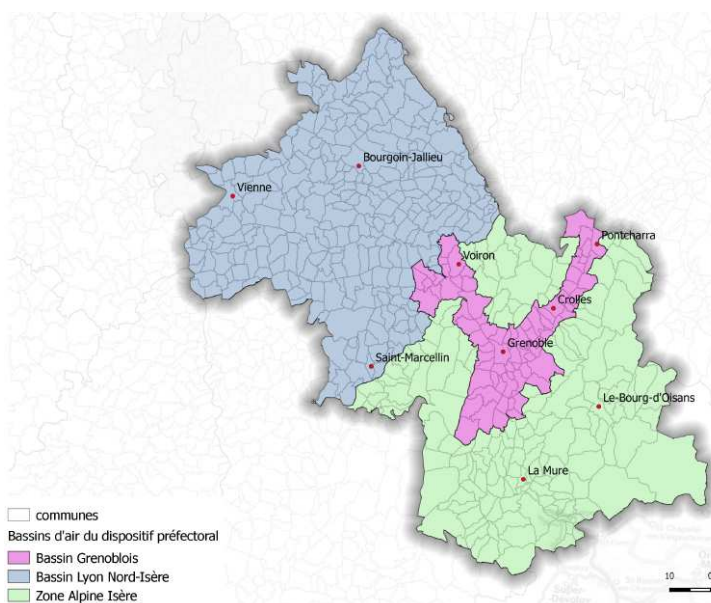 Bourgoin-Jallieu
Vienne
Pontcharra
Voiron
Crolles
Grenoble
Saint-Marcellin
Le-Bourg-d'Oisans
La Mure
communes
Bassins d'air du dispositif préfectoral
Bassin Grenoblois
Bassin Lyon Nord-Isère
Zone Alpine Isère
10 0